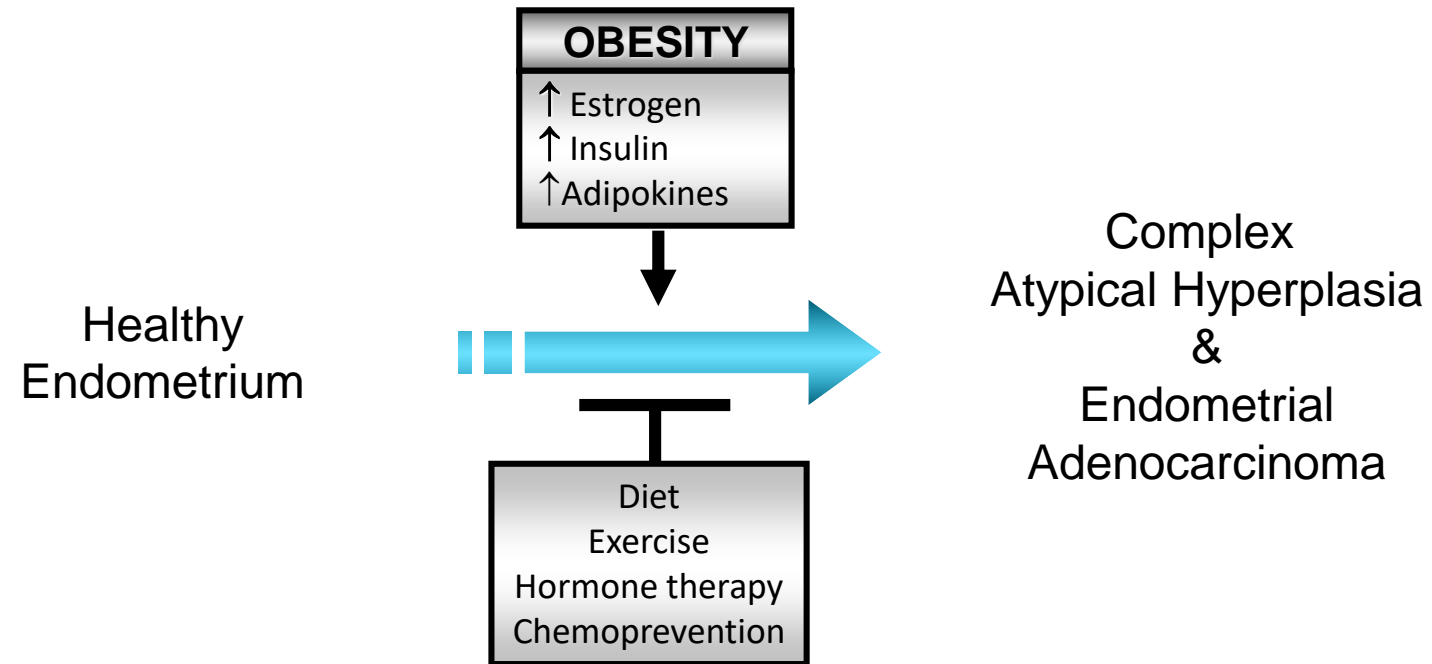 OBESITY
↑ Estrogen
↑ Insulin
↑Adipokines
Healthy
Endometrium
Complex
Atypical Hyperplasia
&
Endometrial
Adenocarcinoma
Diet
Exercise
Hormone therapy
Chemoprevention